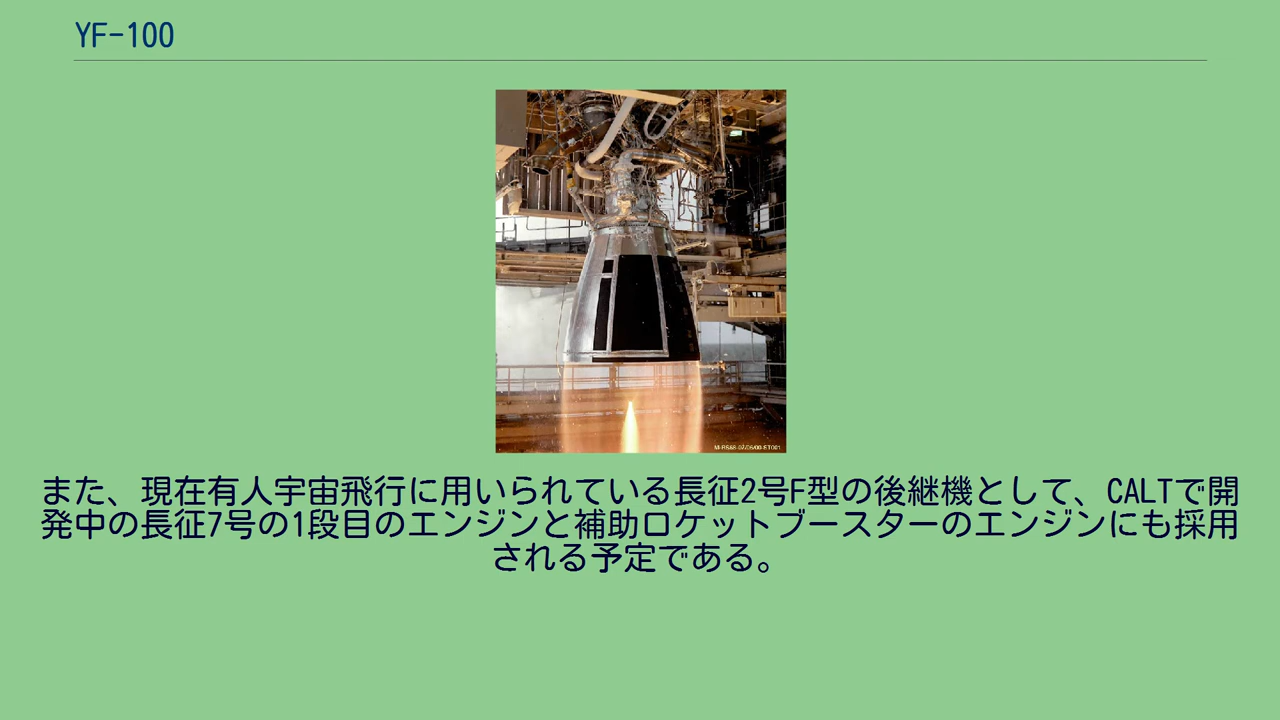 YF-100
また、現在有人宇宙飛行に用いられている長征2号F型の後継機として、CALTで開
発中の長征7号の1段目のエンジンと補助ロケットブースターのエンジンにも採用
される予定である。